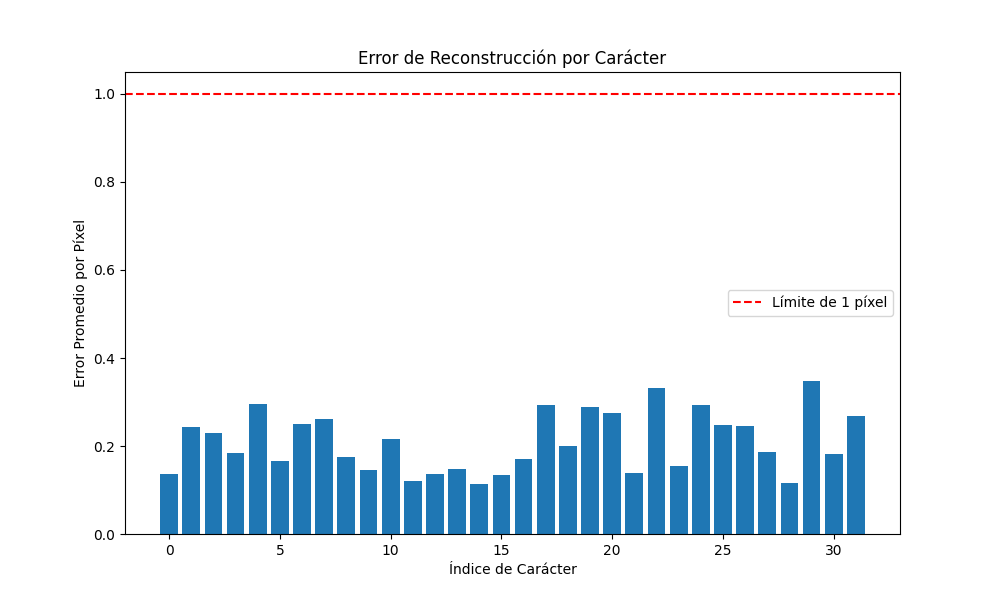 Error de Reconstrucción por Carácter
1.0
0.8
0.6
0.4
0.2
0.0
Error Promedio por Píxel
Límite de 1 píxel
0 5 10 15 20 25 30
Índice de Carácter